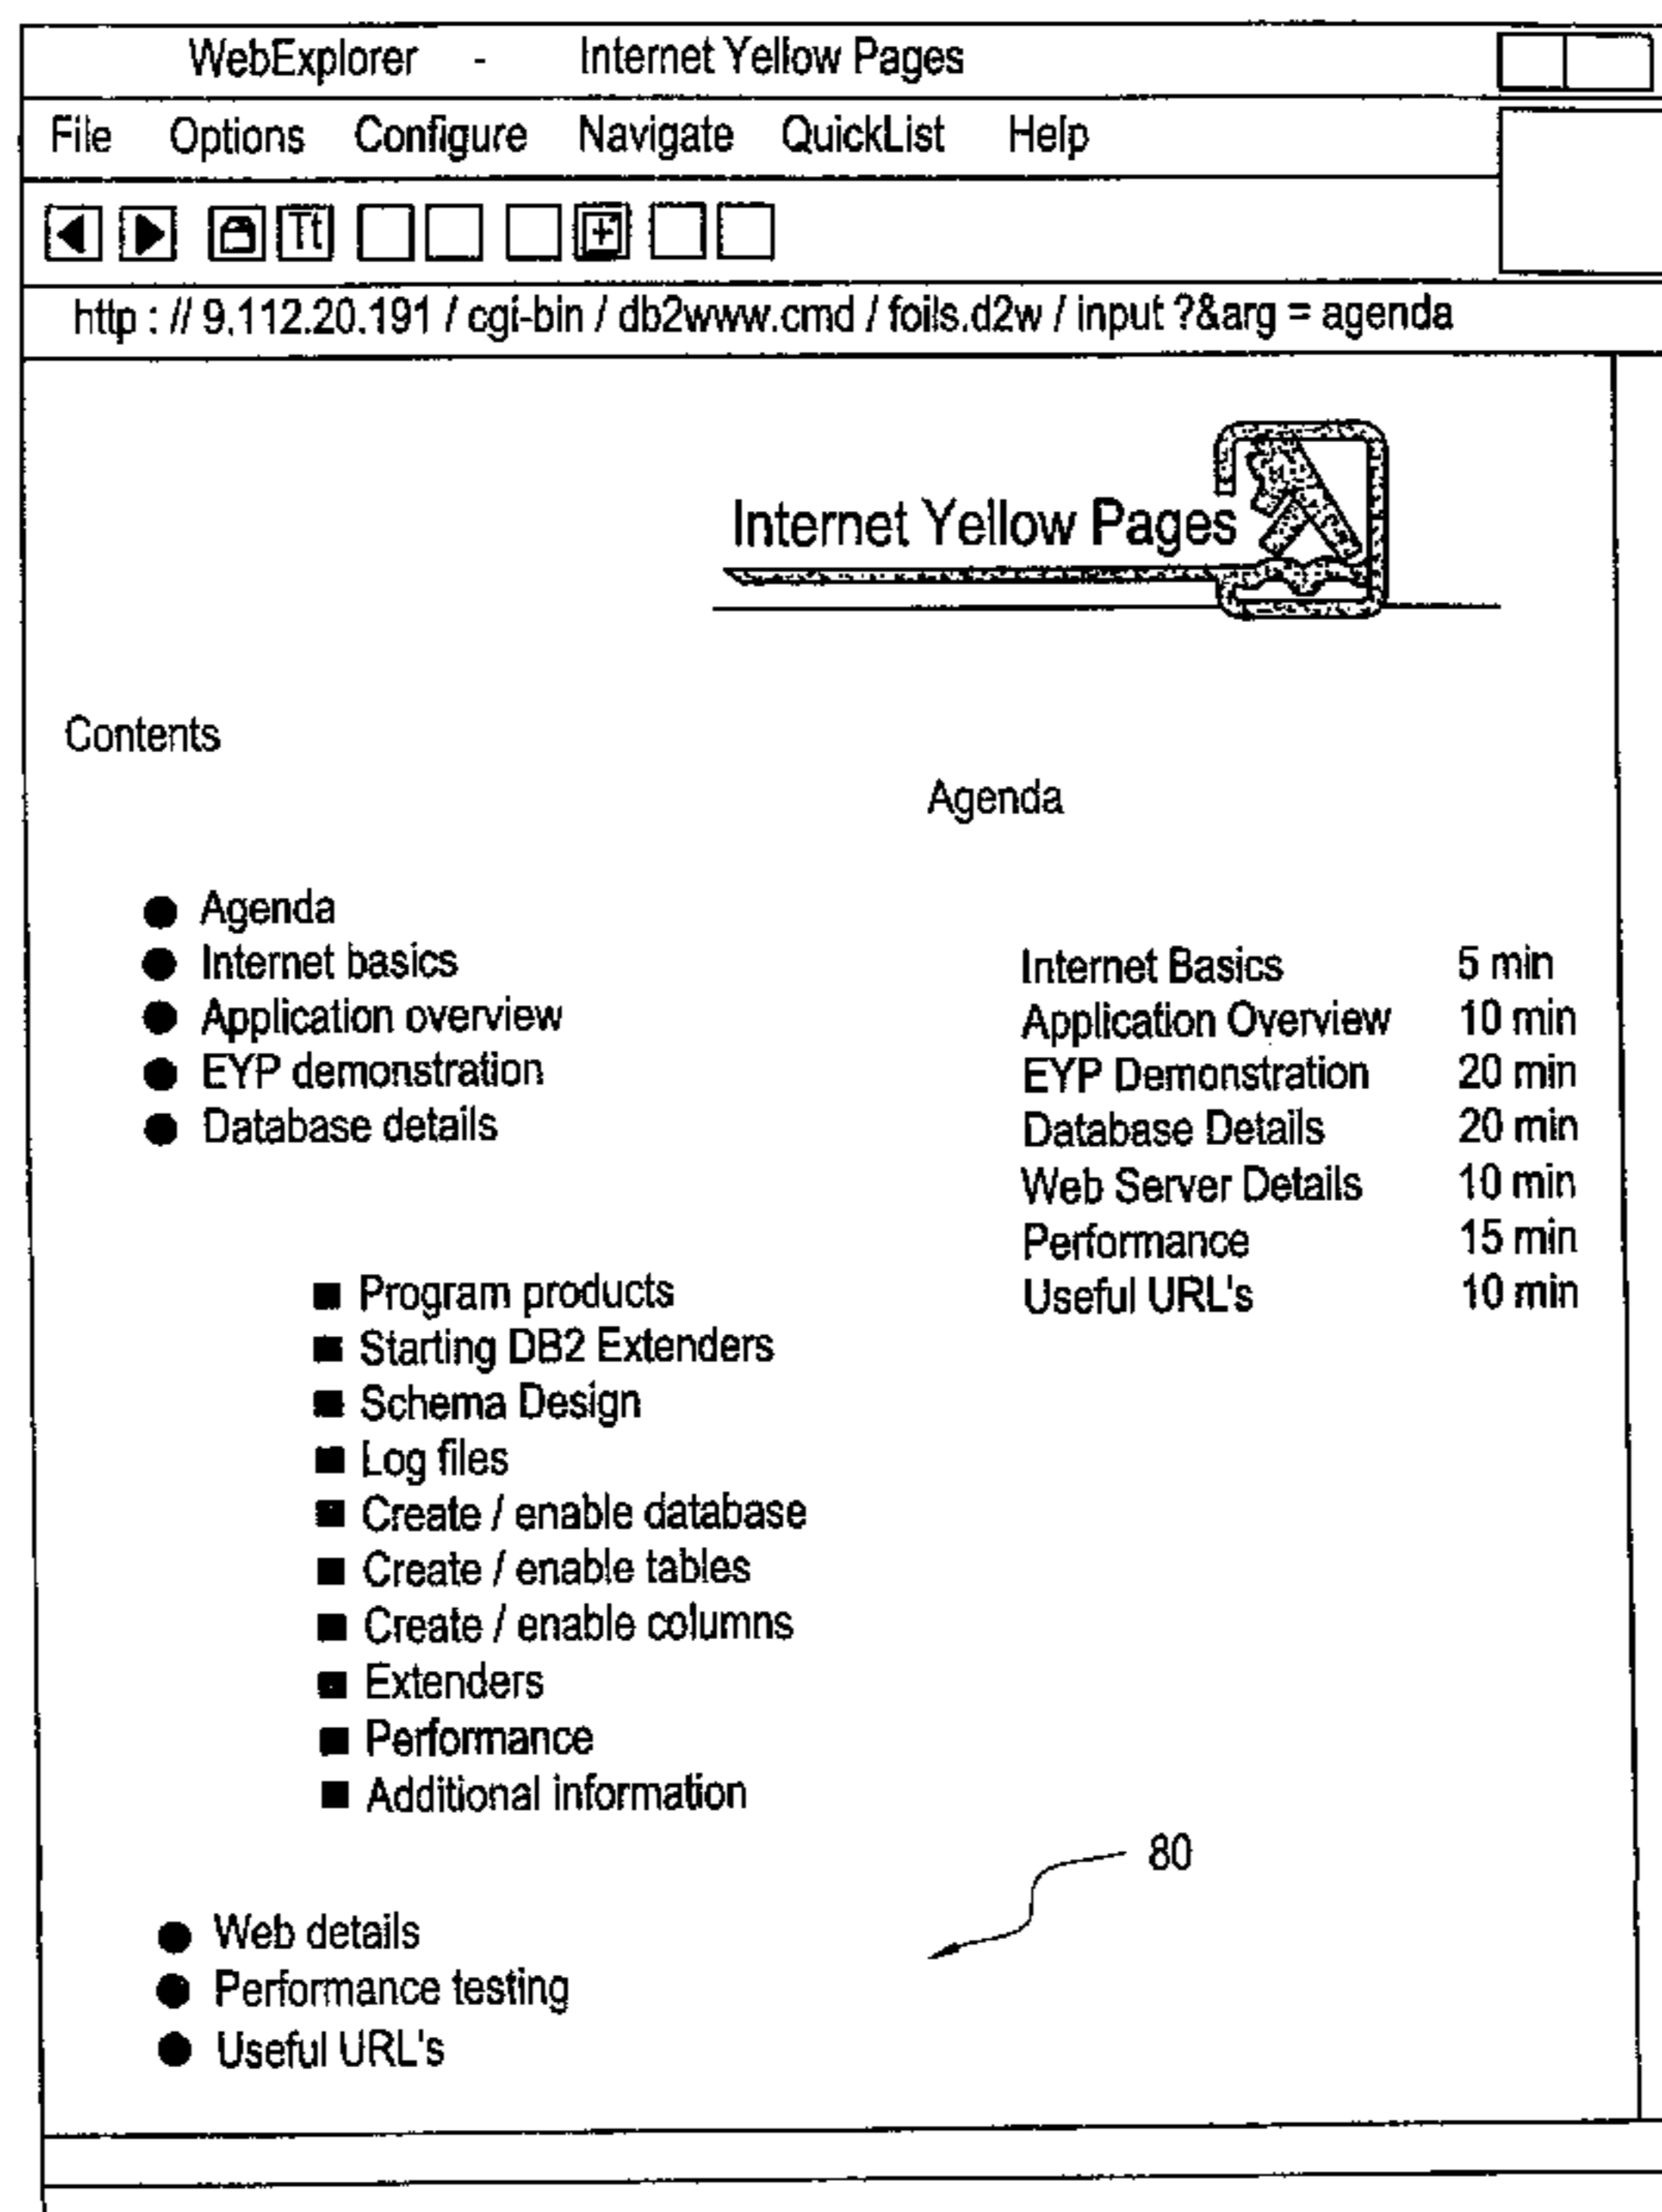 WebExplorer - Internet Yellow Pages
File Options Configure Navigate QuickList Help
Tt
http : // 9.112.20.191 / cgi-bin / db2www.cmd / foils.d2w / input ?&arg = agenda
Internet Yellow Pages
Contents
Agenda
● Agenda
● Internet basics
● Application overview
● EYP demonstration
● Database details
■ Program products
■ Starting DB2 Extenders
■ Schema Design
■ Log files
■ Create / enable database
■ Create / enable tables
■ Create / enable columns
■ Extenders
■ Performance
■ Additional information
● Web details
● Performance testing
● Useful URL's
Internet Basics 5 min
Application Overview 10 min
EYP Demonstration 20 min
Database Details 20 min
Web Server Details 10 min
Performance 15 min
Useful URL's 10 min
80